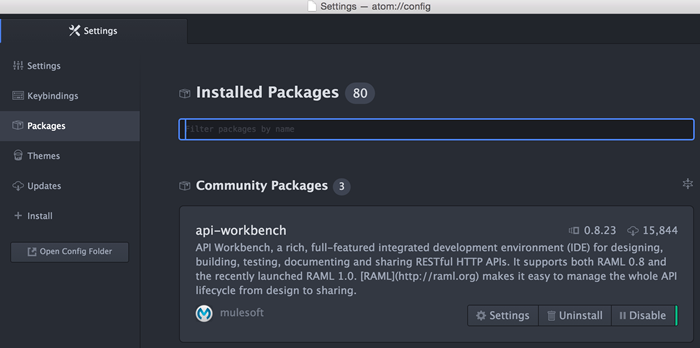 Settings — atom://config
Settings
Settings
Keybindings
Packages
Themes
Updates
Install
Open Config Folder
Installed Packages 80
Filter packages by name
Community Packages 3
api-workbench 0.8.23 15,844
API Workbench, a rich, full-featured integrated development environment (IDE) for designing,
building, testing, documenting and sharing RESTful HTTP APIs. It supports both RAML 0.8 and
the recently launched RAML 1.0. [RAML](http://raml.org) makes it easy to manage the whole API
lifecycle from design to sharing.
mulesoft Settings Uninstall Disable